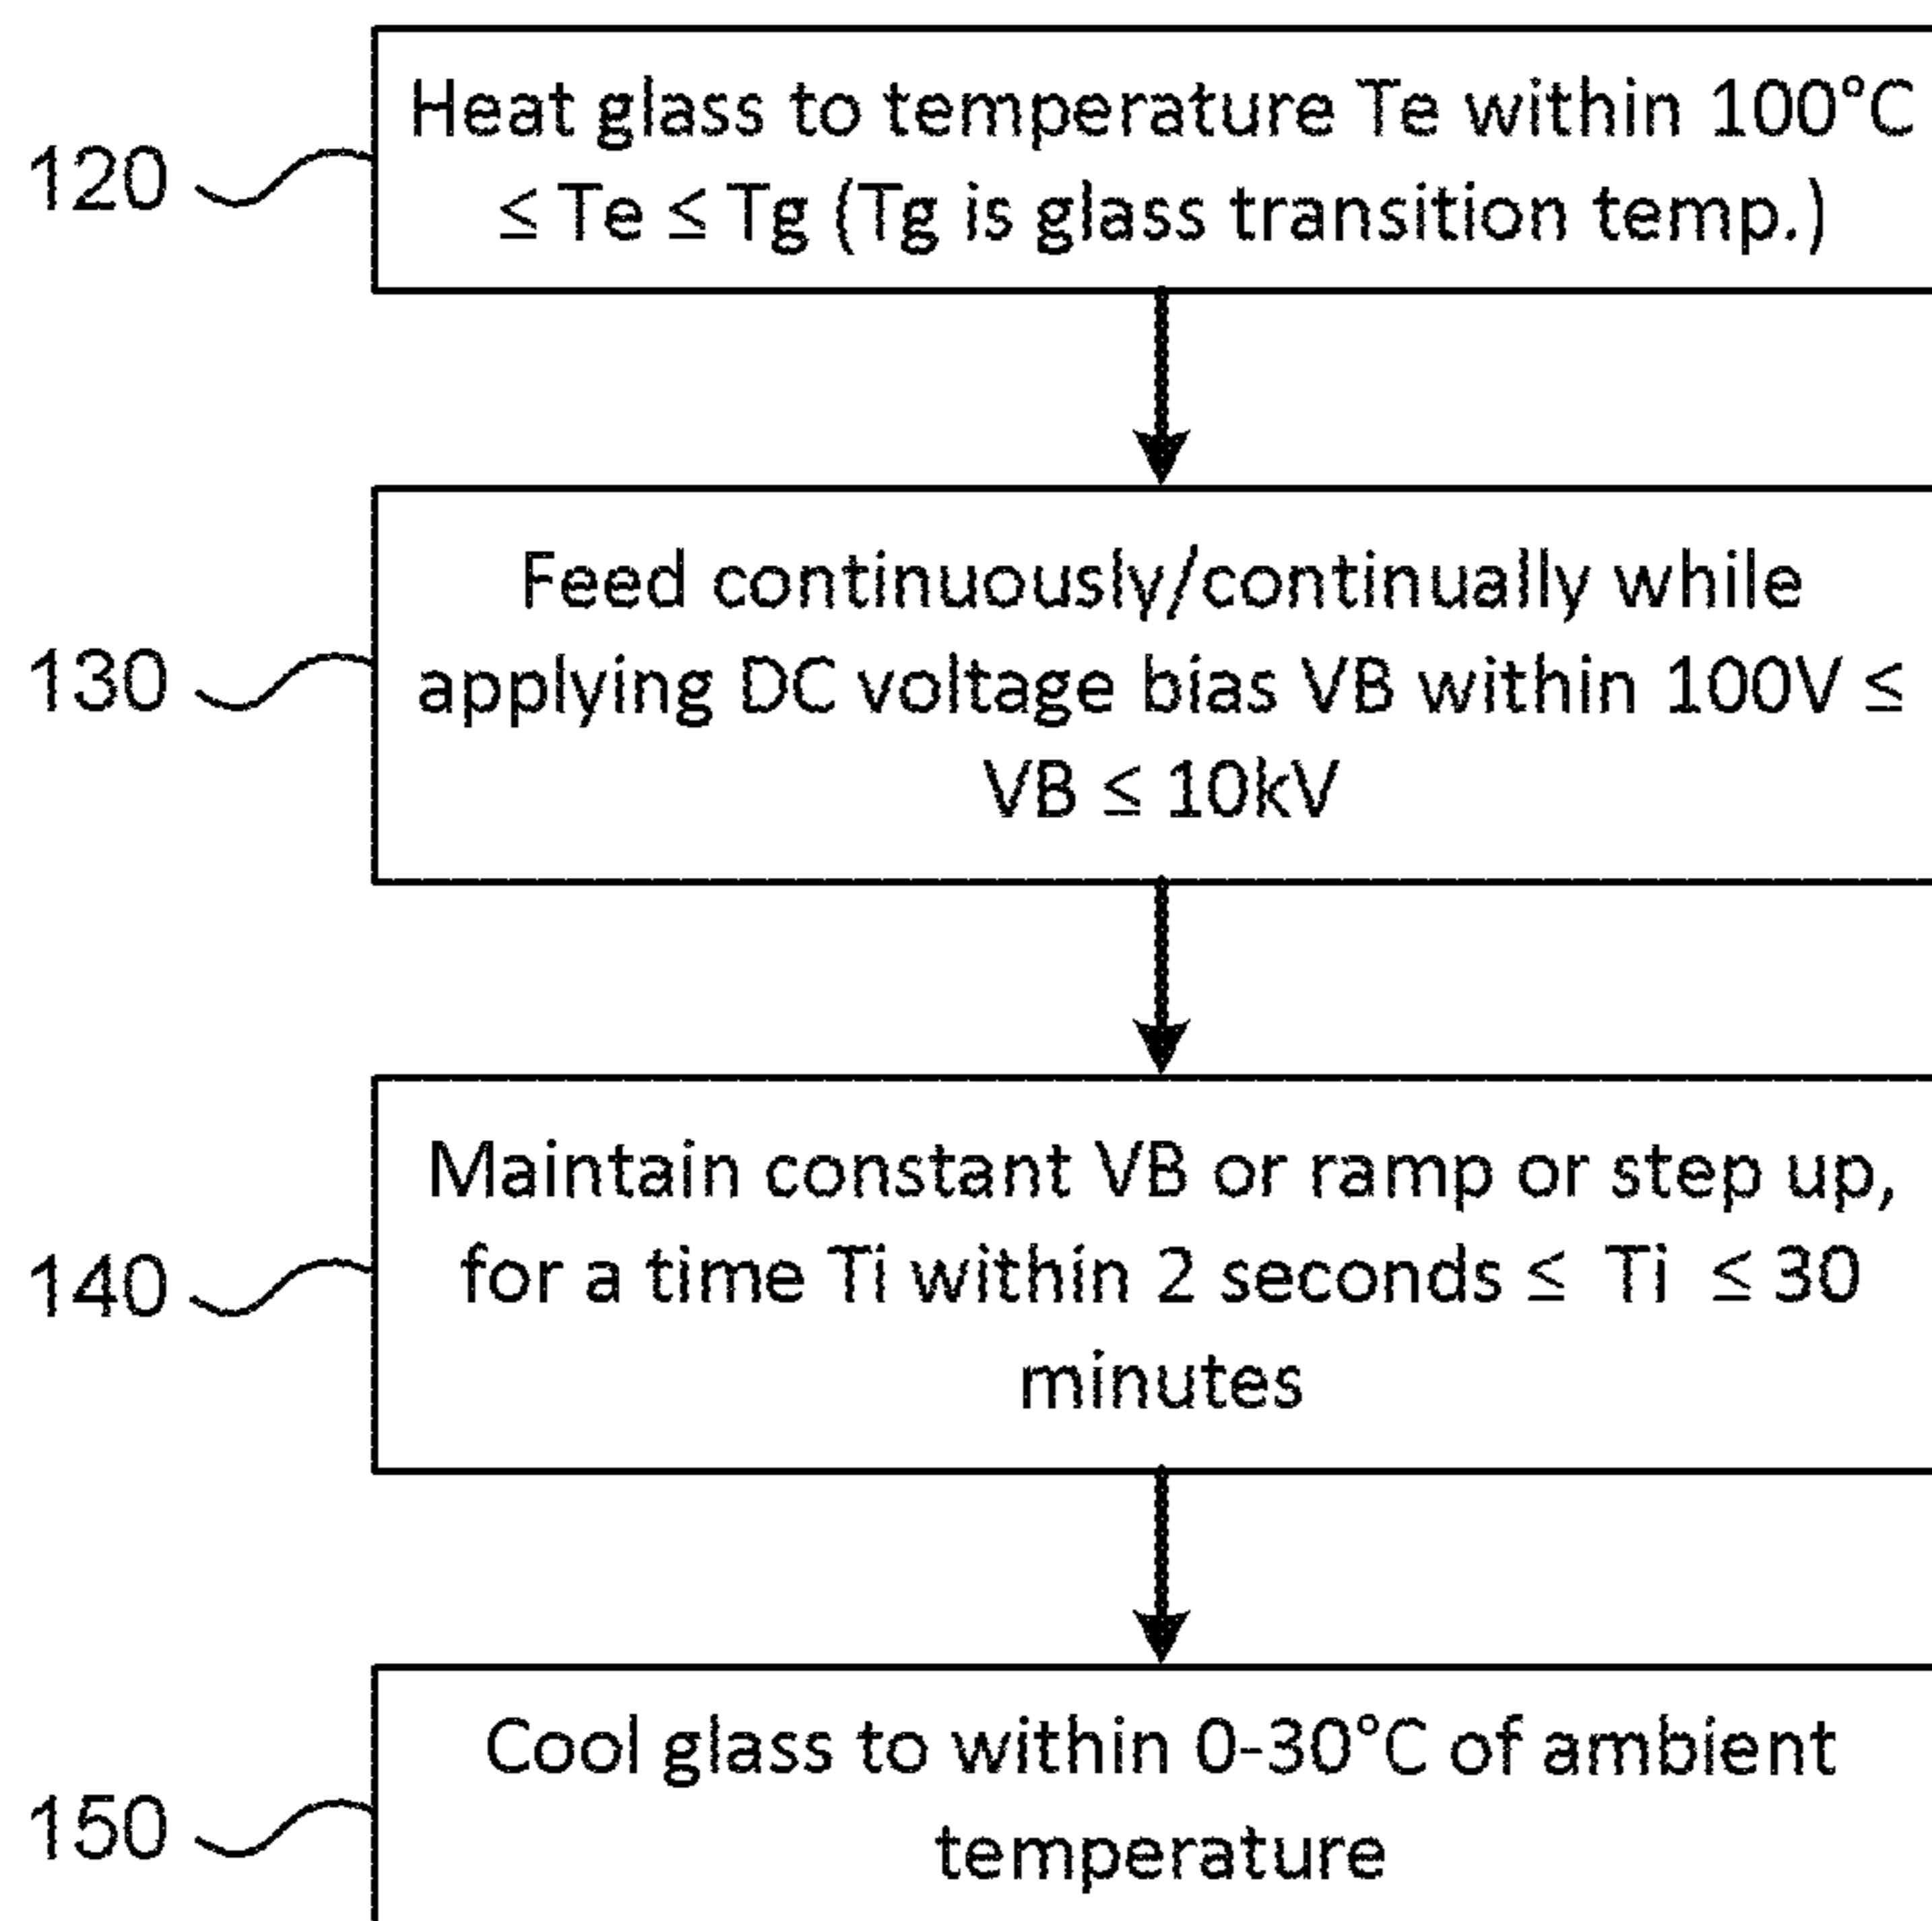 Heat glass to temperature Te within 100°C
120
≤ Te ≤ Tg (Tg is glass transition temp.)
Feed continuously/continually while
130
applying DC voltage bias VB within 100V ≤
VB ≤ 10kV
Maintain constant VB or ramp or step up,
140
for a time Ti within 2 seconds ≤ Ti ≤ 30
minutes
Cool glass to within 0-30°C of ambient
150
temperature